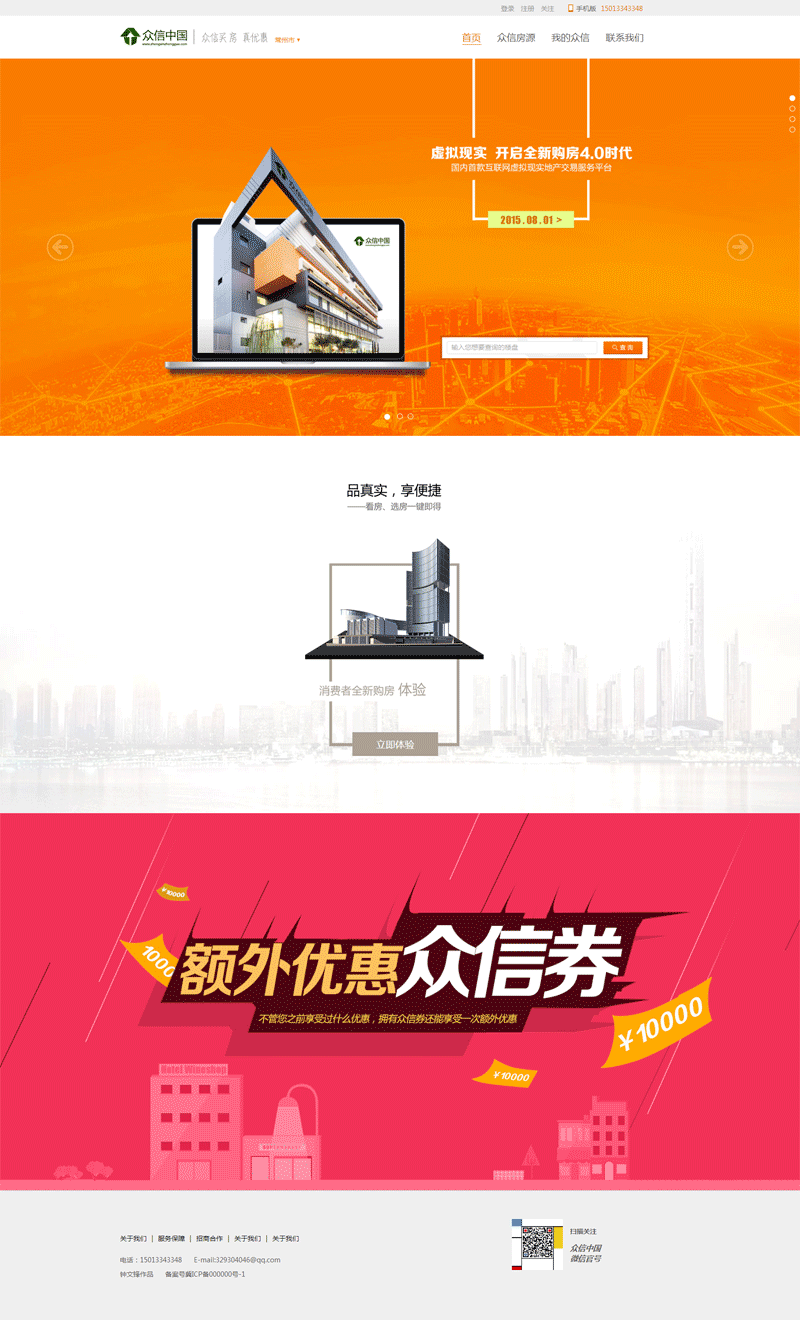 登录 注册 关注 手机版 15013343348
众信中国 众信买房 真优惠
首页 众信房源 我的众信 联系我们
虚拟现实 开启全新购房4.0时代
国内首款互联网虚拟现实地产交易服务平台
2015.08.01 >
众信中国
输入您想要查询的楼盘 查询
品真实，享便捷
——看房、选房一键即得
消费者全新购房 体验
立即体验
¥10000
1000
额外优惠众信券
不管您之前享受过什么优惠，拥有众信券还能享受一次额外优惠
¥10000
¥10000
关于我们 | 服务保障 | 招商合作 | 关于我们 | 关于我们
扫描关注
众信中国
微信官号
电话：15013343348 E-mail:329304046@qq.com
备案号冀ICP备000000号-1